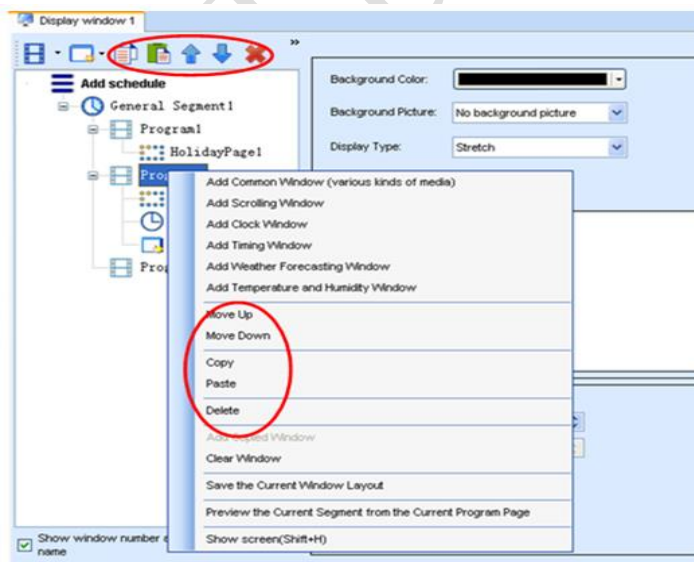 Display window 1
»
Add schedule
General Segment1
Program1
HolidayPage1
Background Color:
Background Picture: No background picture
Display Type: Stretch
Add Common Window (various kinds of media)
Add Scrolling Window
Add Clock Window
Add Timing Window
Add Weather Forecasting Window
Add Temperature and Humidity Window
Move Up
Move Down
Copy
Paste
Delete
Add Copied Window
Clear Window
Save the Current Window Layout
Preview the Current Segment from the Current Program Page
Show screen(Shift+H)
Show window number
name